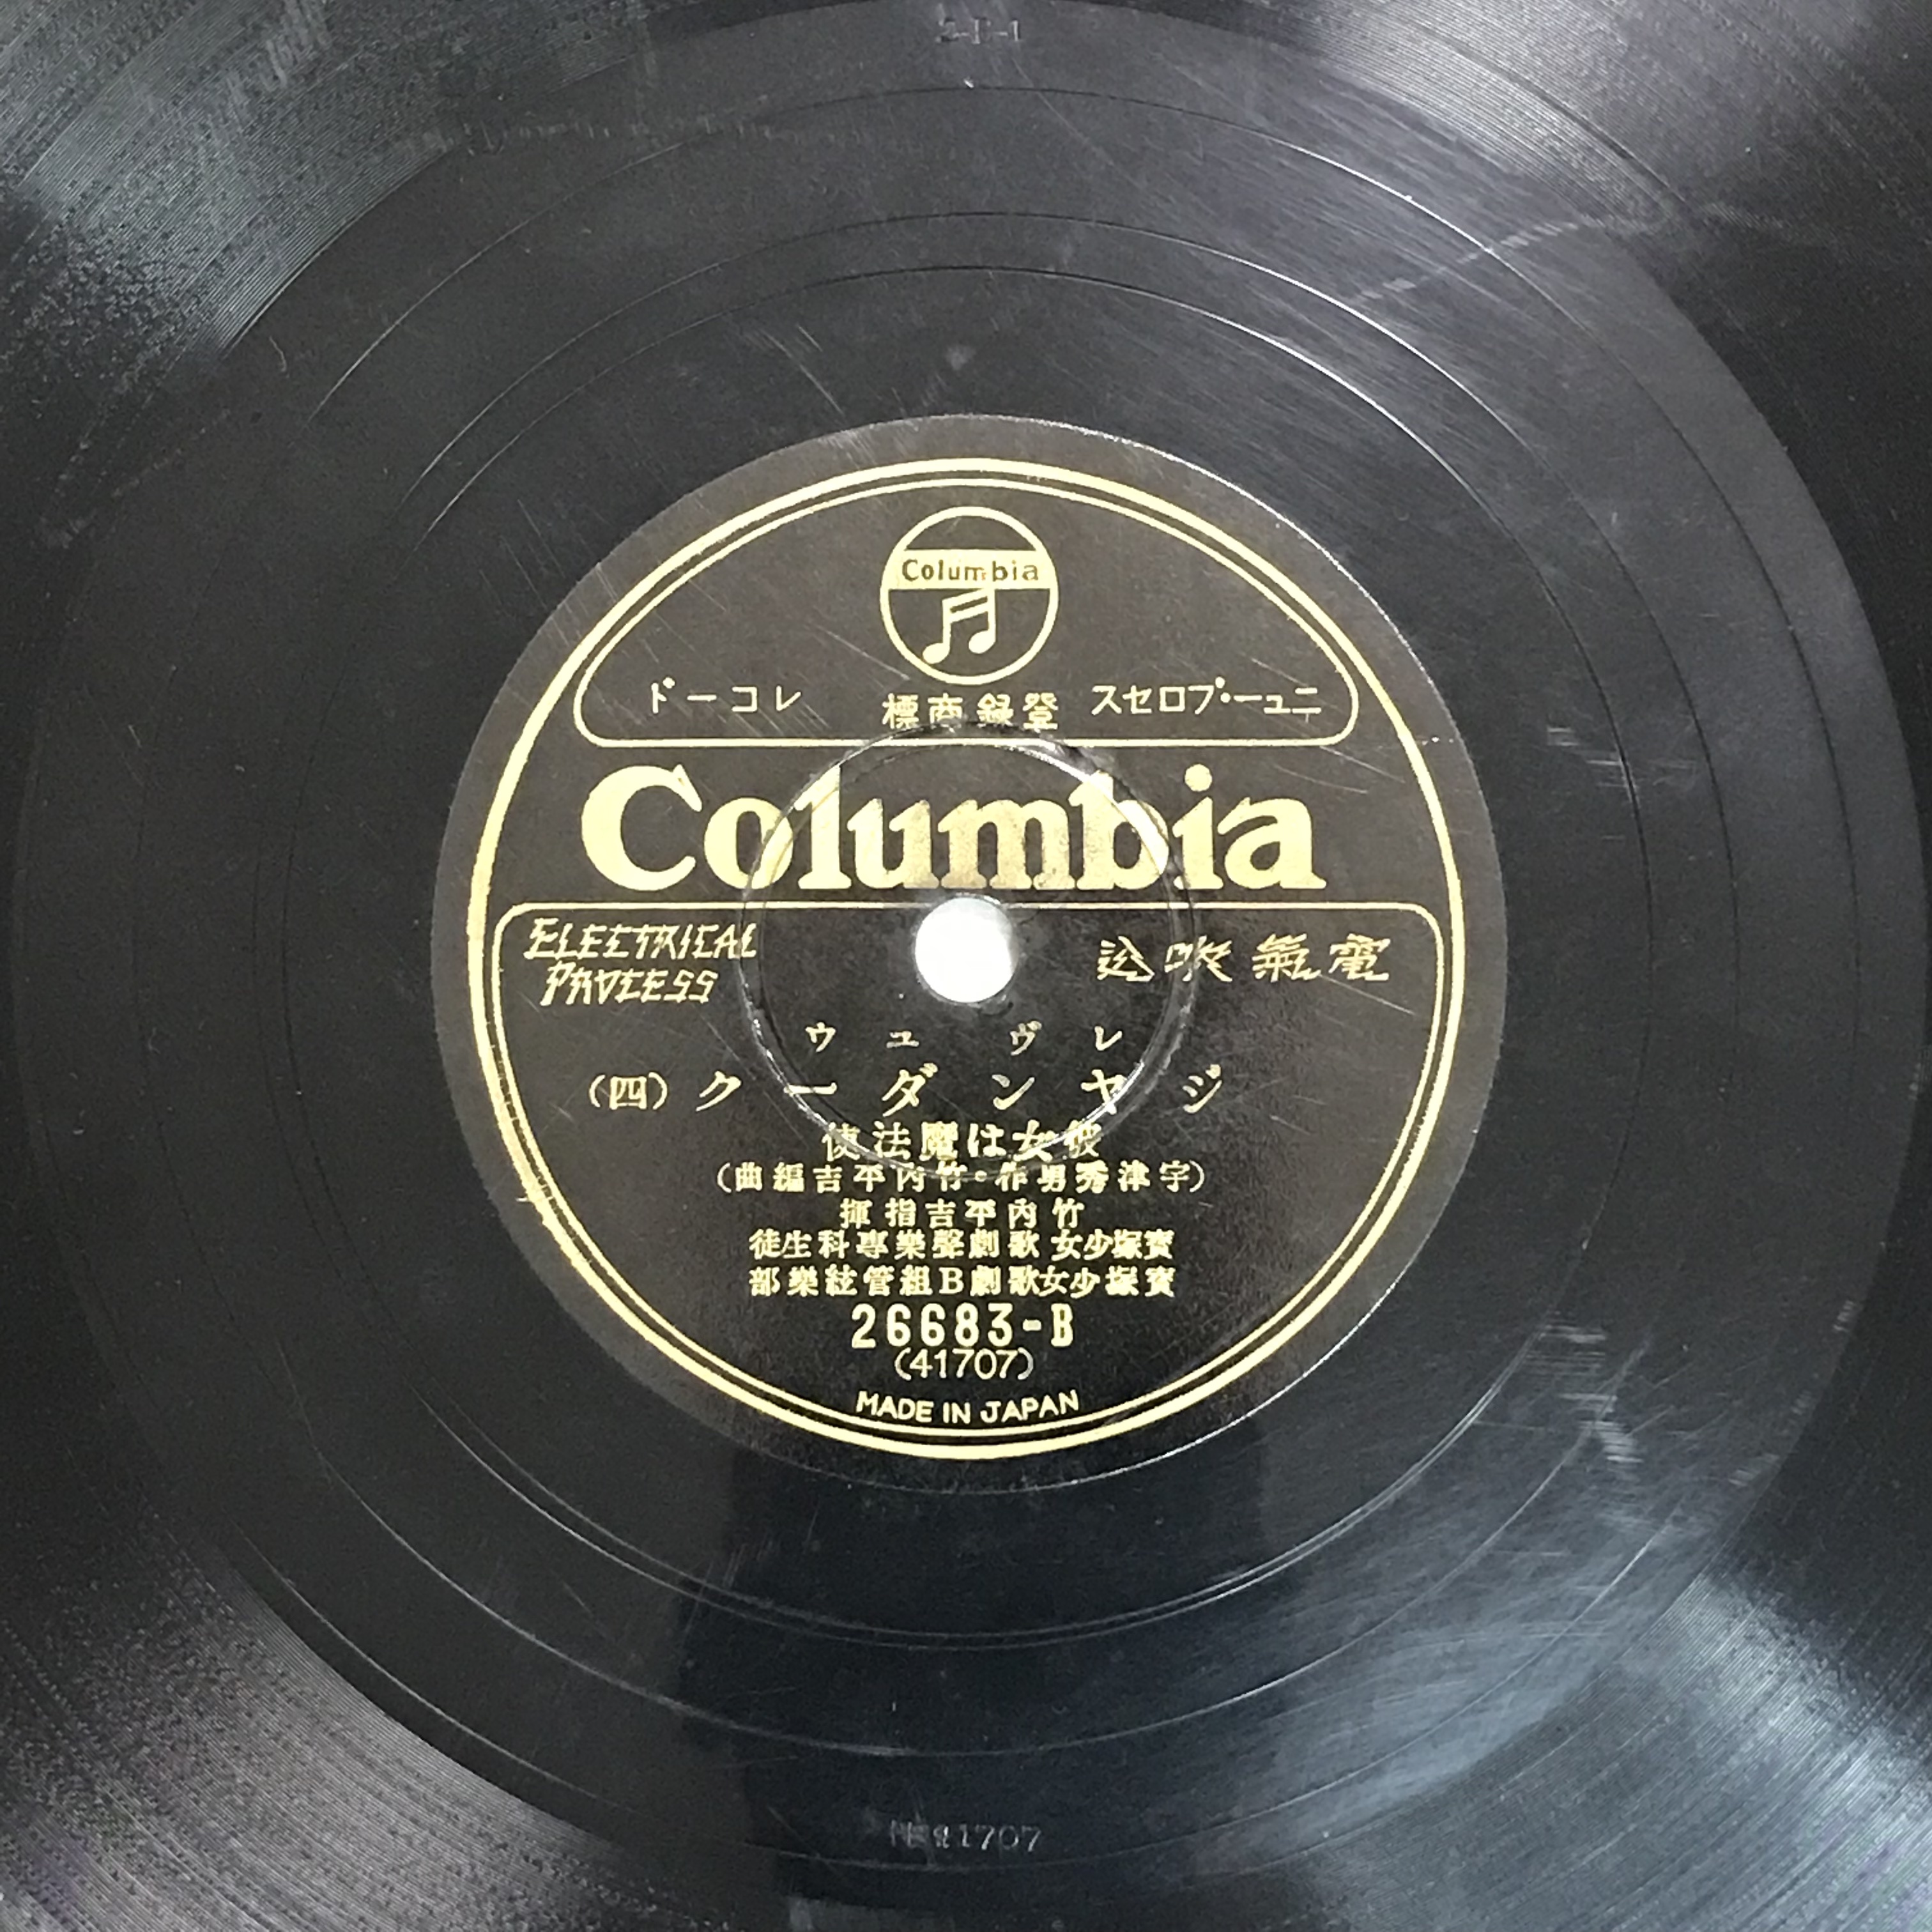 Columbia
ニュー・プロセス 登録商標 レコード
Columbia
ELECTRICAL
PROCESS
電氣吹込
レヴユウ
ジヤンダーク(四)
彼女は魔法使
(宇津秀男作・竹内平吉編曲)
竹内平吉指揮
寶塚少女歌劇聲樂專科生徒
寶塚少女歌劇B組管絃樂部
26683-B
(41707)
MADE IN JAPAN